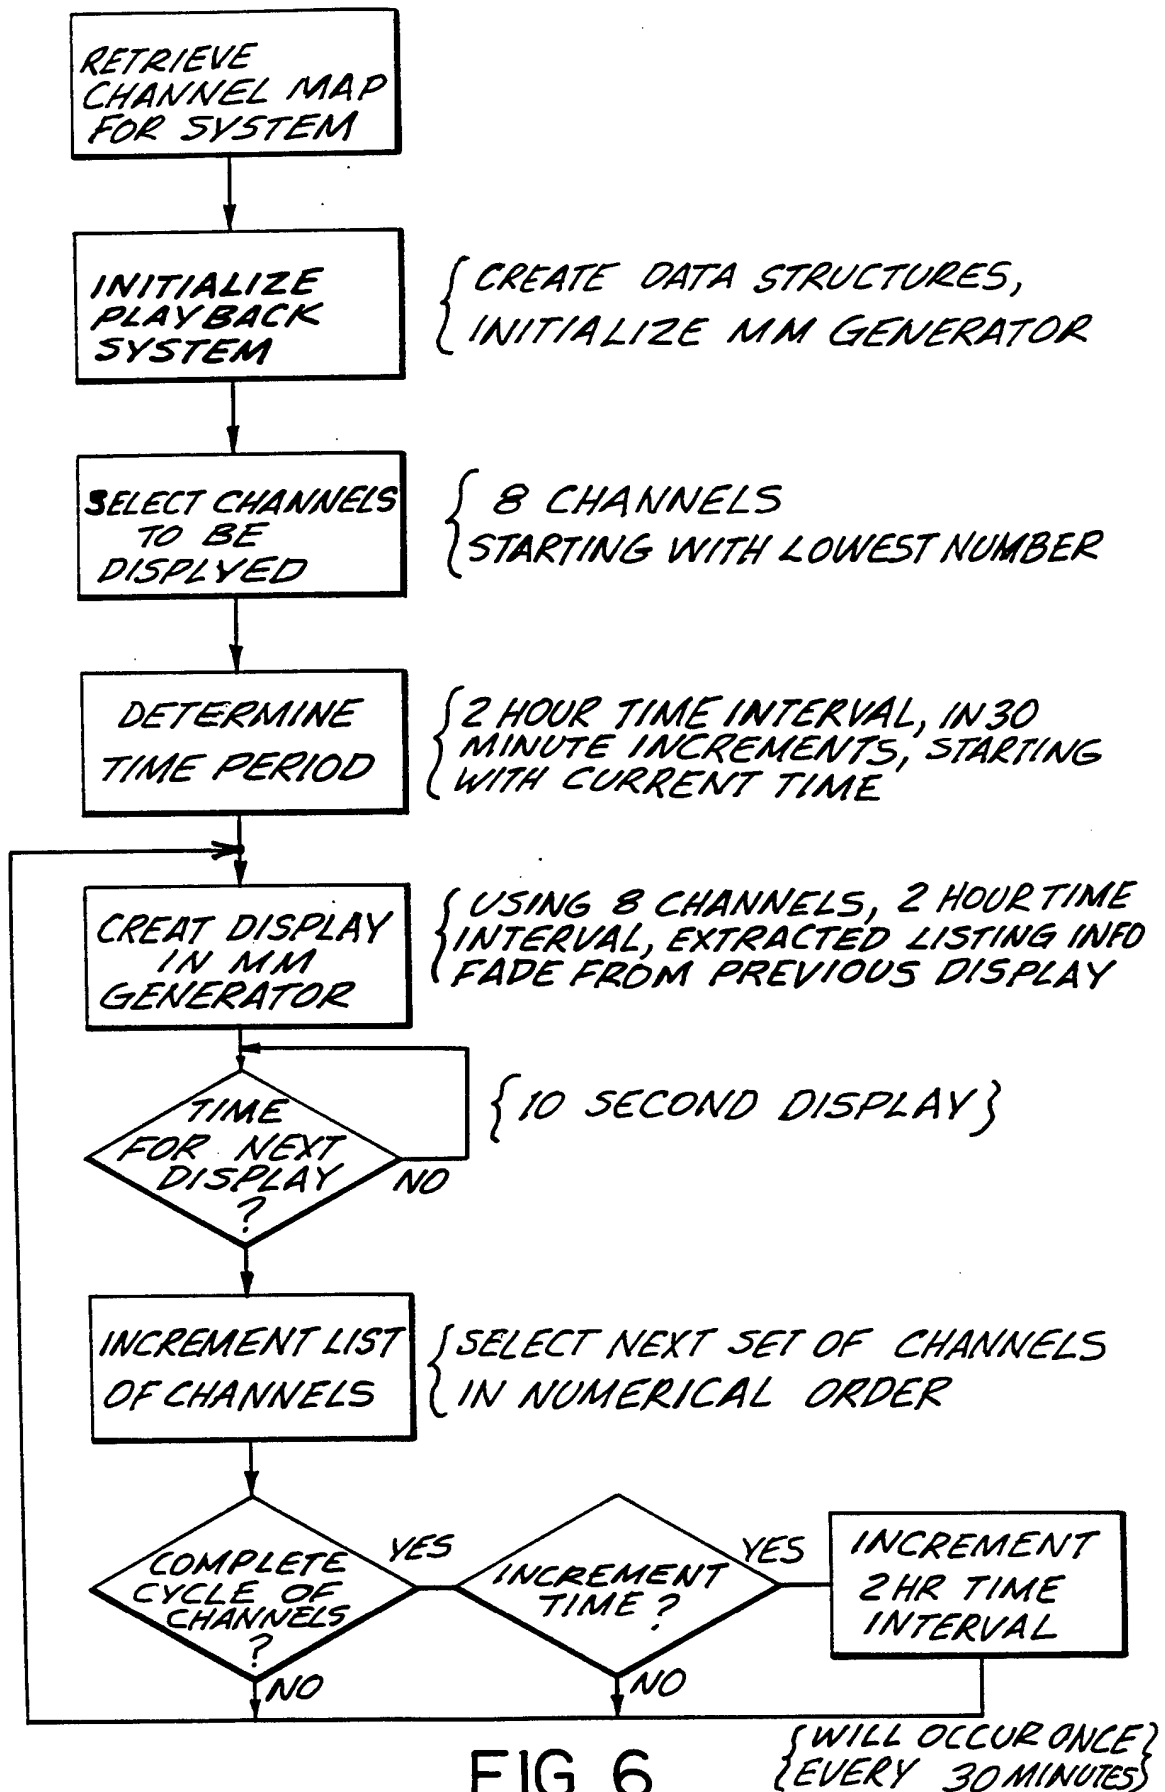 RETRIEVE
CHANNEL MAP
FOR SYSTEM
INITIALIZE
PLAYBACK
SYSTEM
{ CREATE DATA STRUCTURES,
INITIALIZE MM GENERATOR
SELECT CHANNELS
TO BE
DISPLYED
{ 8 CHANNELS
STARTING WITH LOWEST NUMBER
DETERMINE
TIME PERIOD
{ 2 HOUR TIME INTERVAL, IN 30
MINUTE INCREMENTS, STARTING
WITH CURRENT TIME
CREAT DISPLAY
IN MM
GENERATOR
{ USING 8 CHANNELS, 2 HOUR TIME
INTERVAL, EXTRACTED LISTING INFO
FADE FROM PREVIOUS DISPLAY
TIME
FOR NEXT
DISPLAY
?
NO
{ 10 SECOND DISPLAY }
INCREMENT LIST
OF CHANNELS
{ SELECT NEXT SET OF CHANNELS
IN NUMERICAL ORDER
COMPLETE
CYCLE OF
CHANNELS
?
YES
NO
INCREMENT
TIME ?
YES
NO
INCREMENT
2 HR TIME
INTERVAL
{ WILL OCCUR ONCE }
{ EVERY 30 MINUTES }
FIG 6